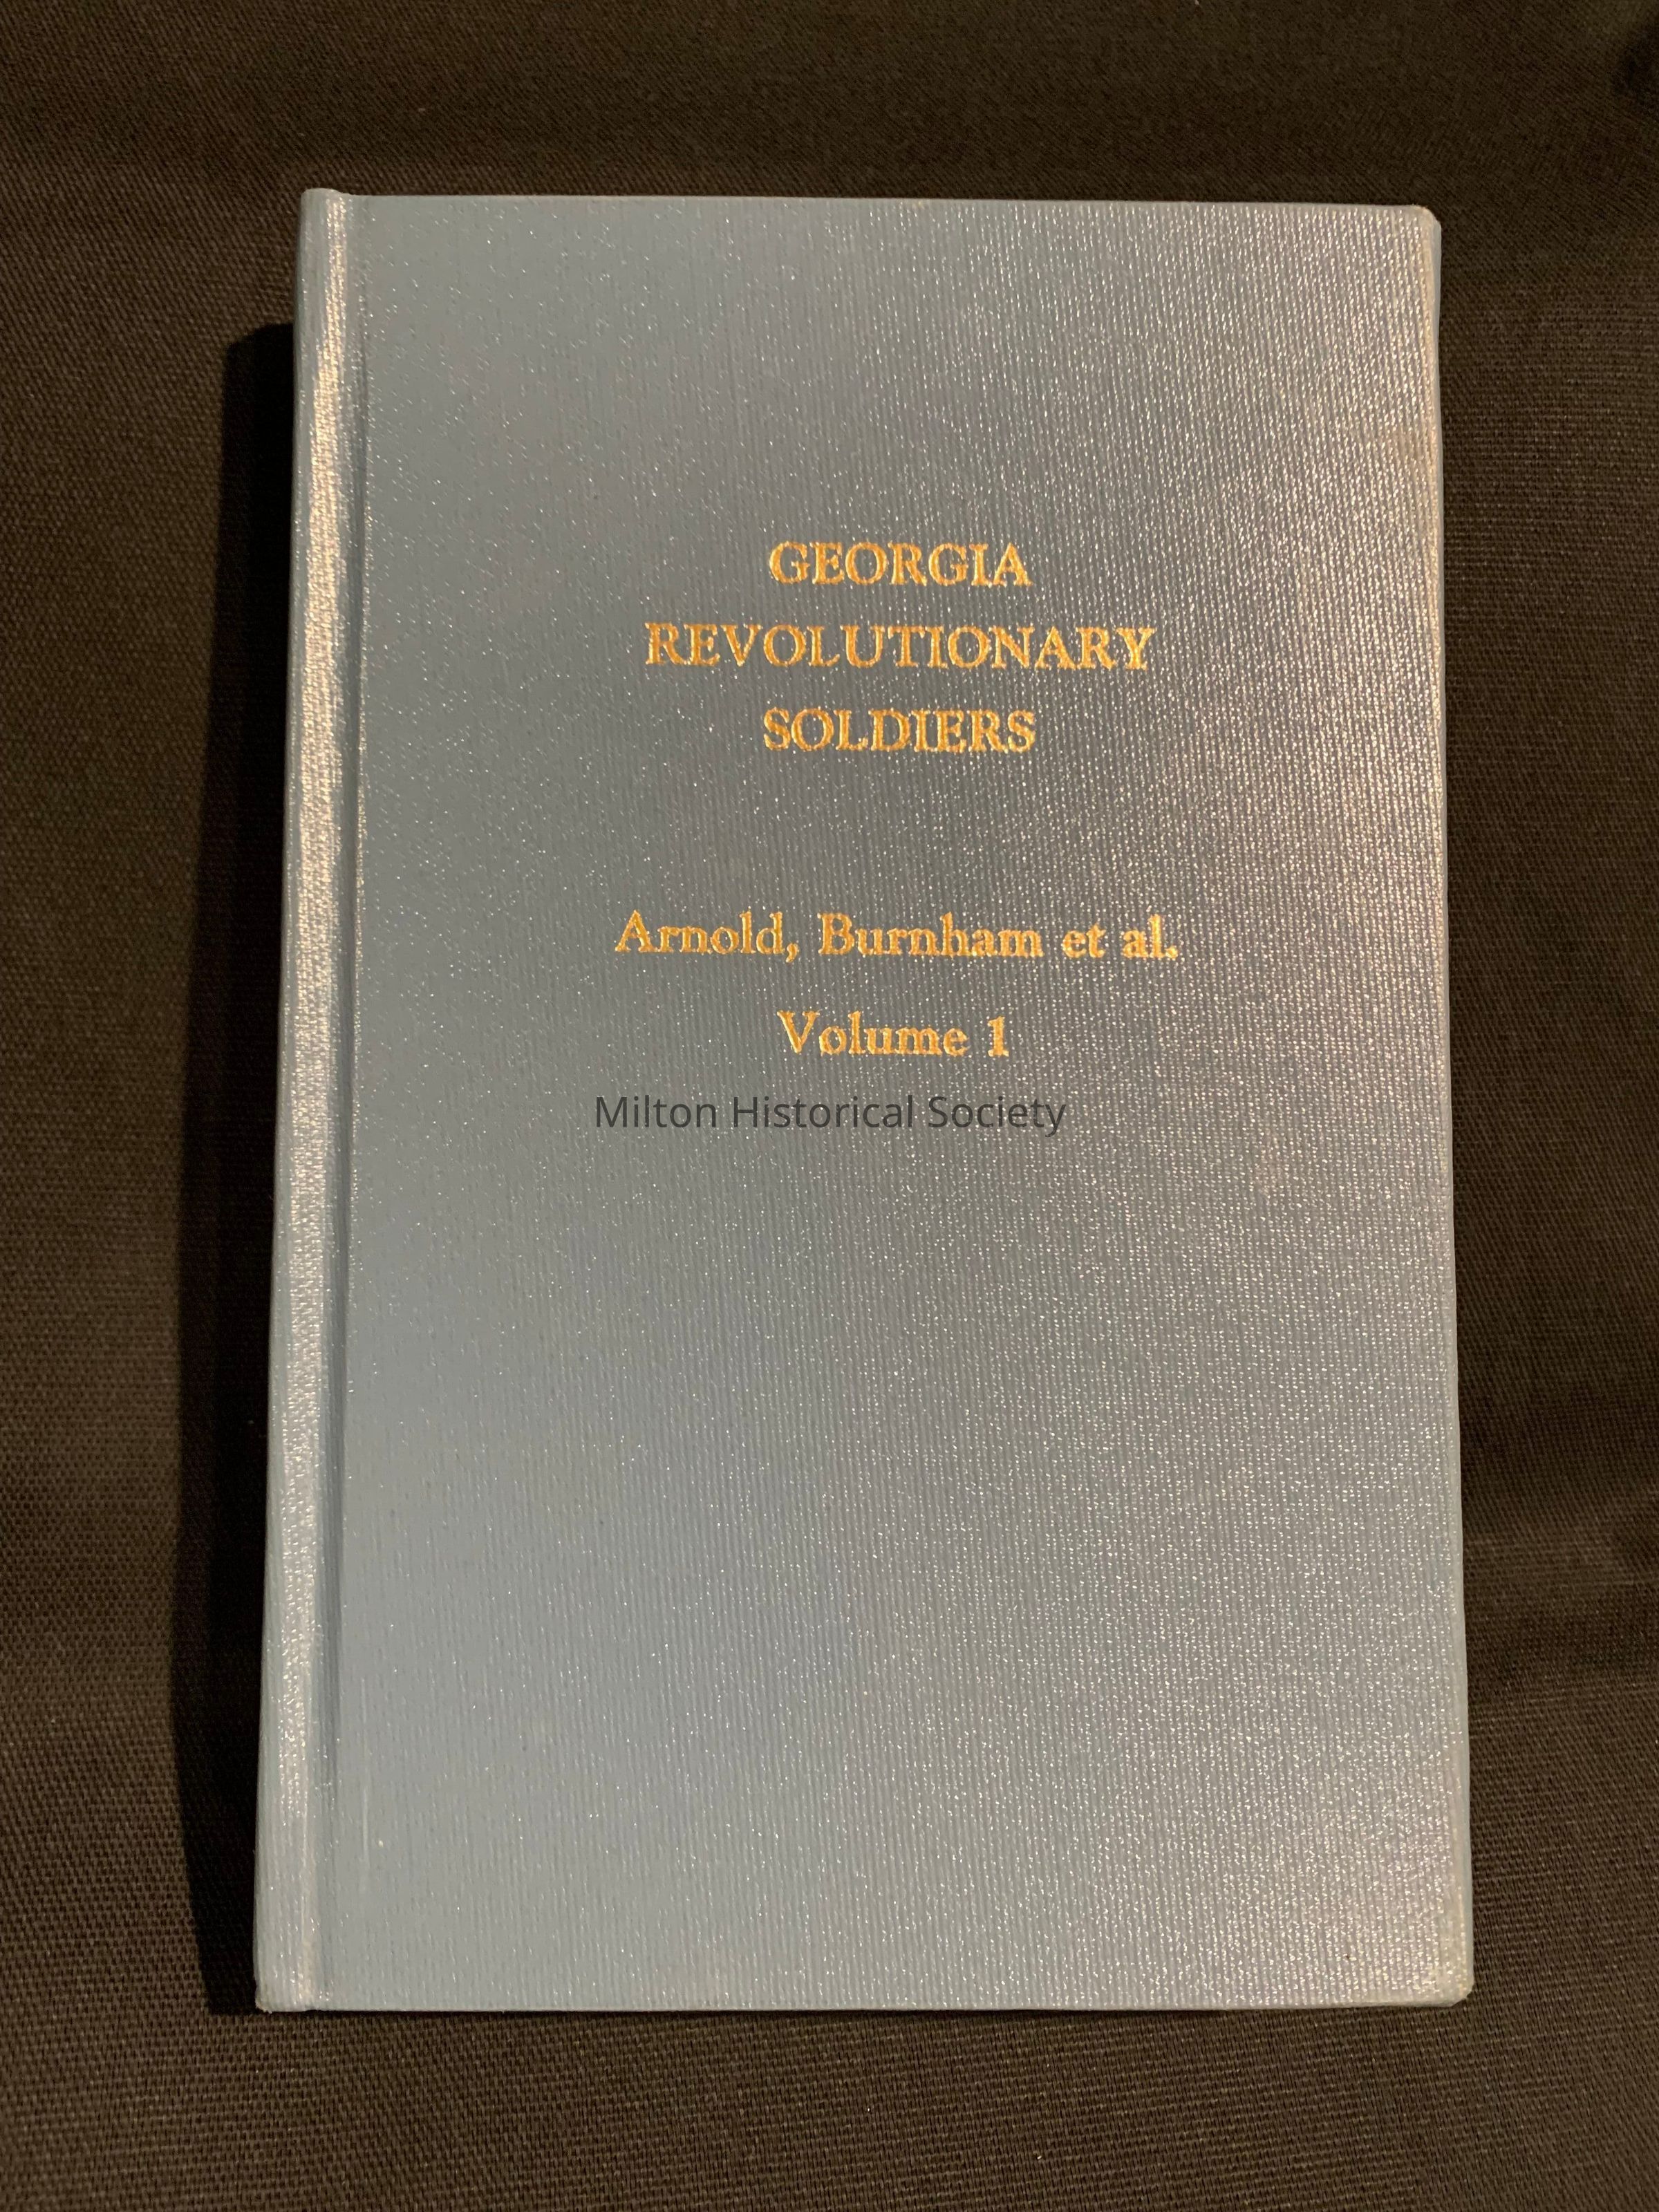 GEORGIA
REVOLUTIONARY
SOLDIERS
Arnold, Burnham et al.
Volume 1
Milton Historical Society